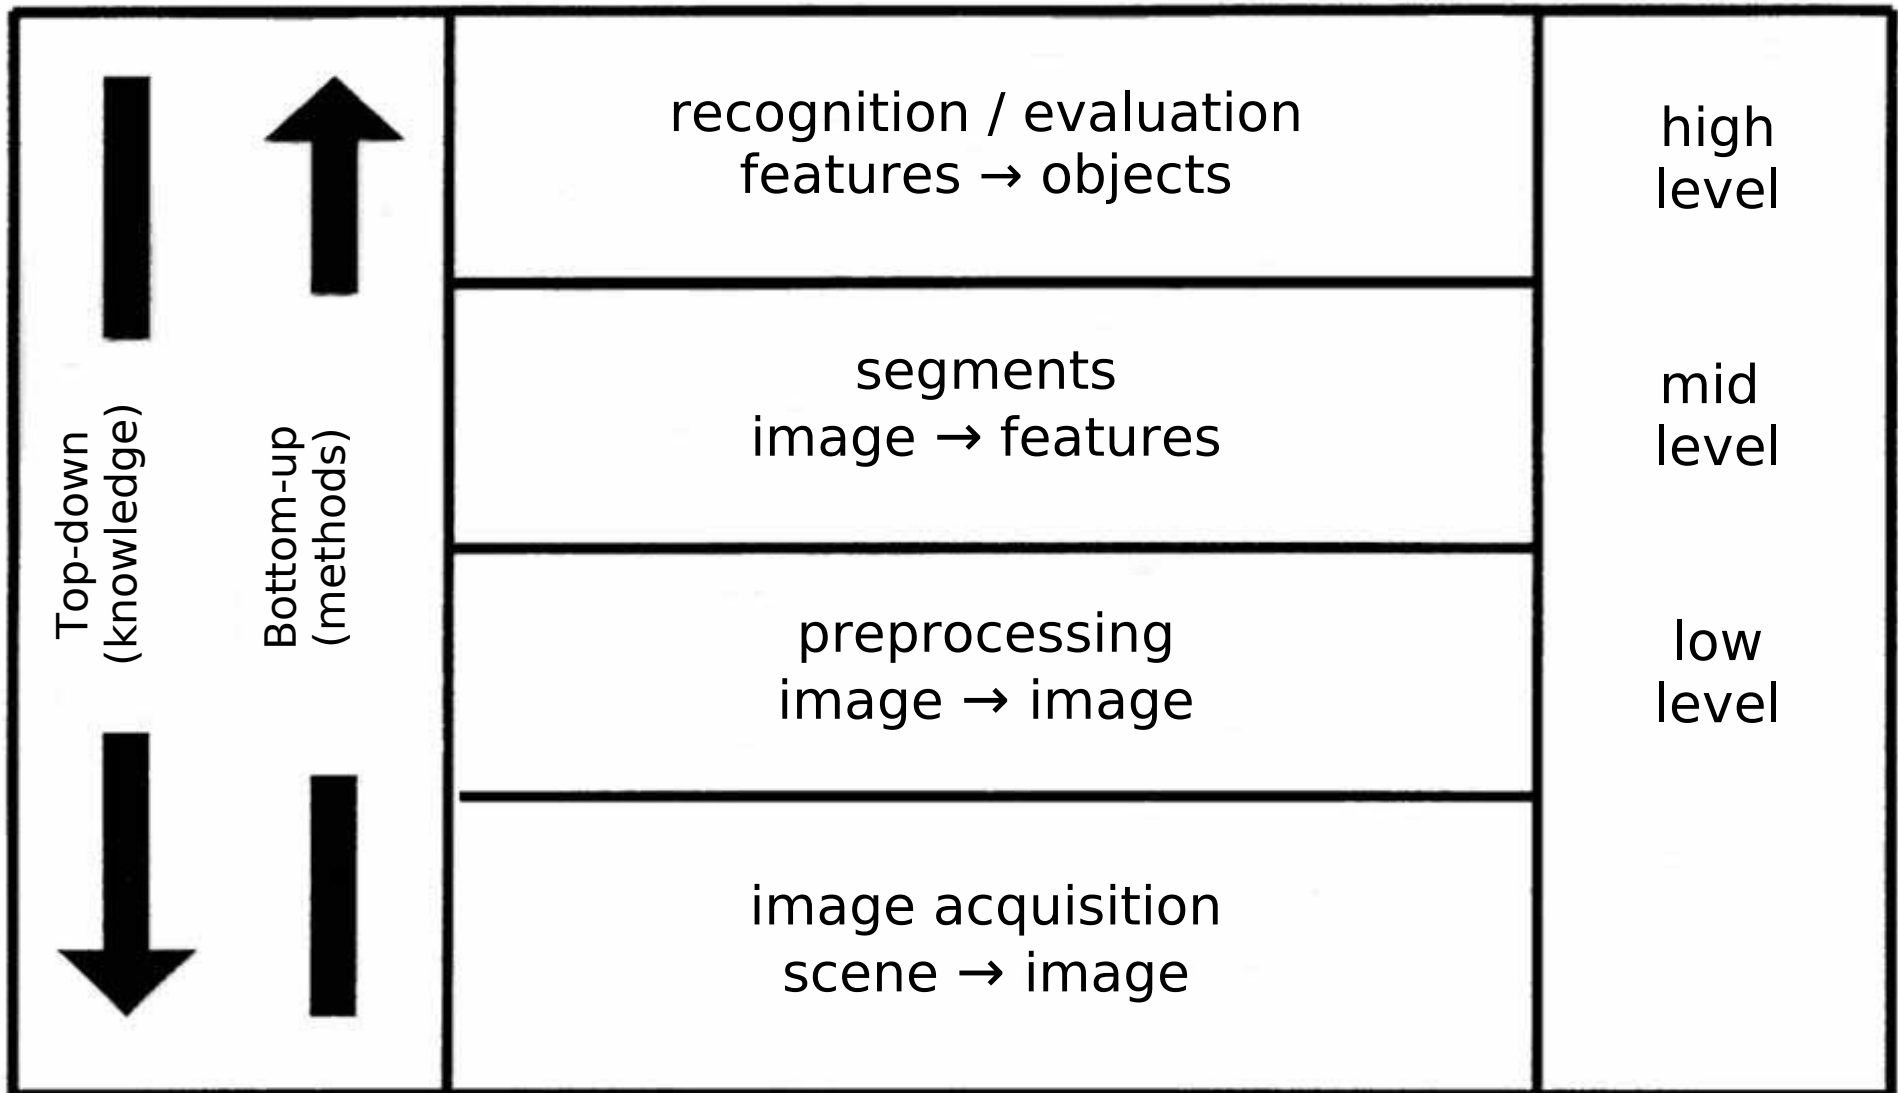 Top-down
(knowledge)
Bottom-up
(methods)
recognition / evaluation
features → objects
high
level
segments
image → features
mid
level
preprocessing
image → image
low
level
image acquisition
scene → image